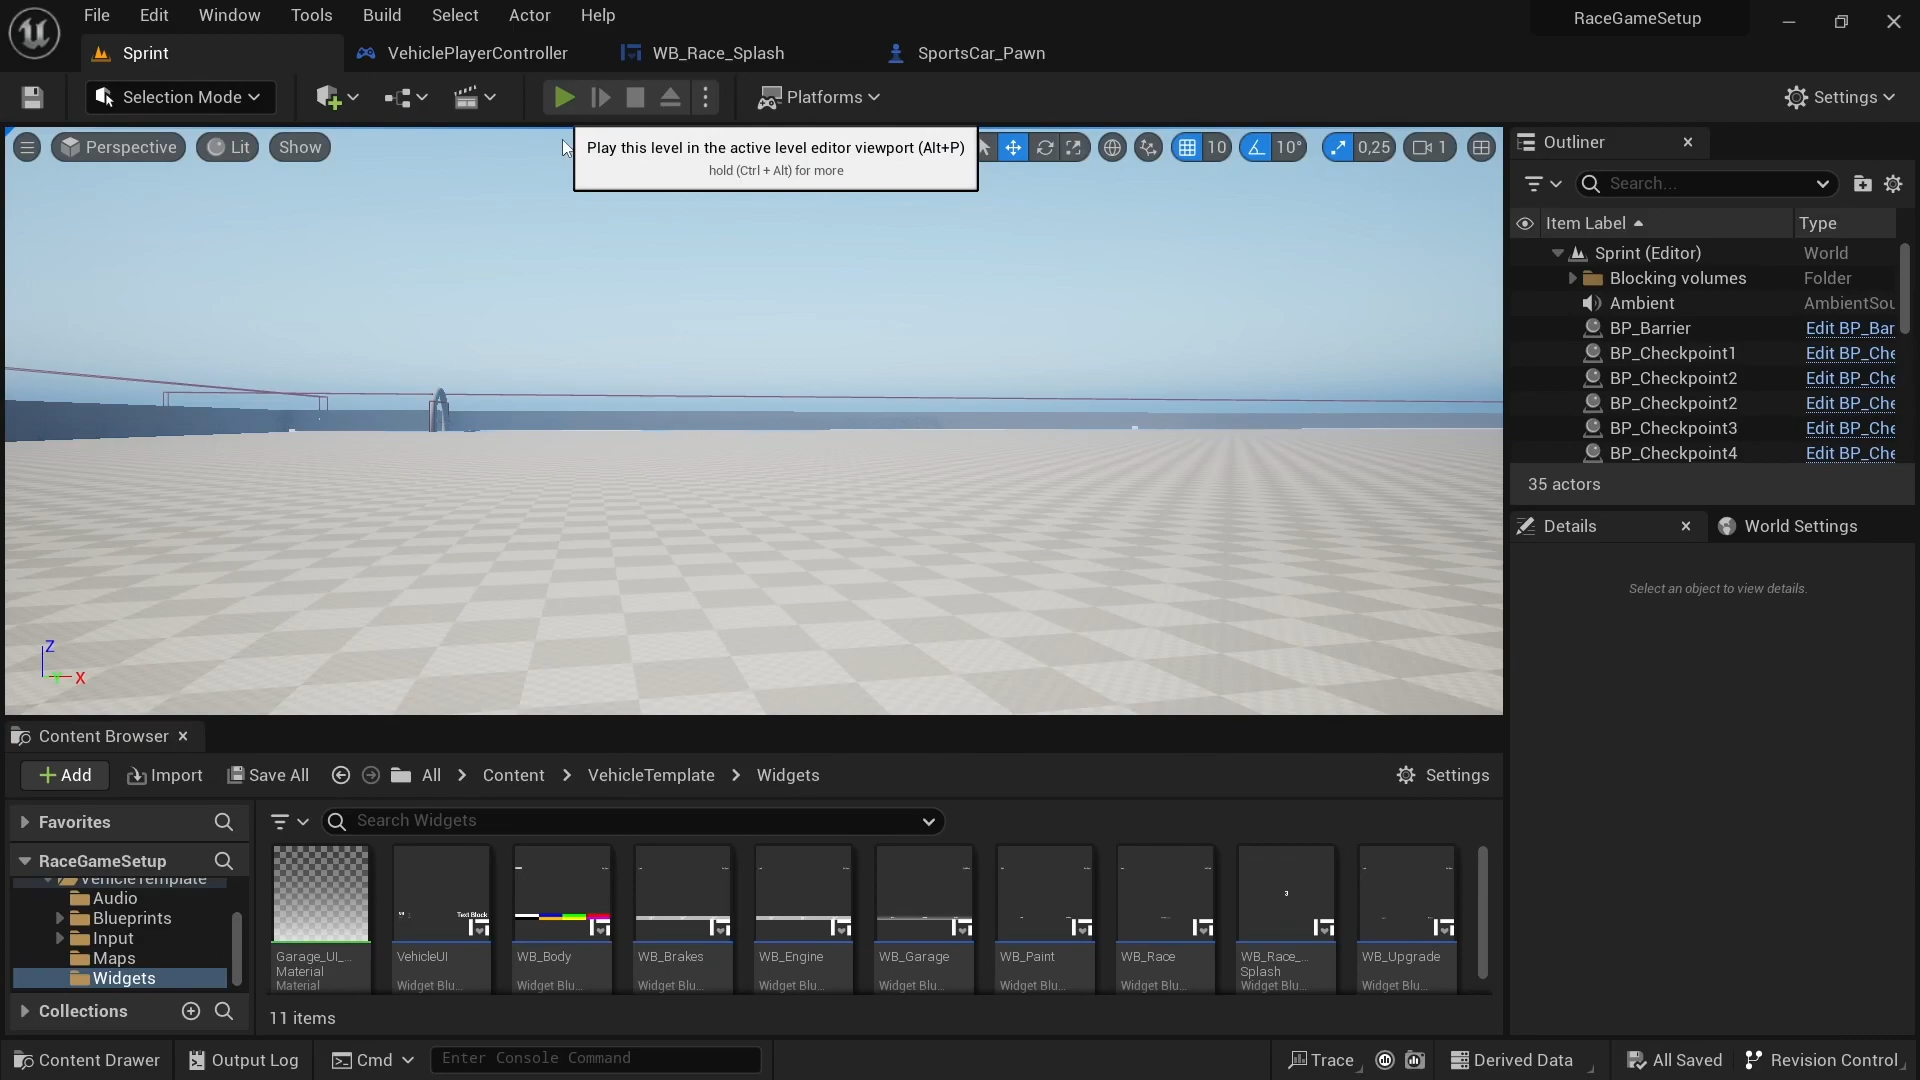 File Edit Window Tools Build Select Actor Help RaceGameSetup
Sprint VehiclePlayerController WB_Race_Splash SportsCar_Pawn
Selection Mode Platforms Settings
Perspective Lit Show 10 10° 0,25 1
Play this level in the active level editor viewport (Alt+P)
hold (Ctrl + Alt) for more
Z
X
Outliner
Search...
Item Label Type
Sprint (Editor) World
Blocking volumes Folder
Ambient AmbientSou
BP_Barrier Edit BP_Bar
BP_Checkpoint1 Edit BP_Che
BP_Checkpoint2 Edit BP_Che
BP_Checkpoint2 Edit BP_Che
BP_Checkpoint3 Edit BP_Che
BP_Checkpoint4 Edit BP_Che
35 actors
Details World Settings
Select an object to view details.
Content Browser
Add Import Save All All Content VehicleTemplate Widgets Settings
Favorites
RaceGameSetup
VehicleTemplate
Audio
Blueprints
Input
Maps
Widgets
Collections
Search Widgets
Text Block
3
Garage_UI_...
Material
Material
VehicleUI
Widget Blu...
WB_Body
Widget Blu...
WB_Brakes
Widget Blu...
WB_Engine
Widget Blu...
WB_Garage
Widget Blu...
WB_Paint
Widget Blu...
WB_Race
Widget Blu...
WB_Race_...
Splash
Widget Blu...
WB_Upgrade
Widget Blu...
11 items
Content Drawer Output Log Cmd Enter Console Command Trace Derived Data All Saved Revision Control